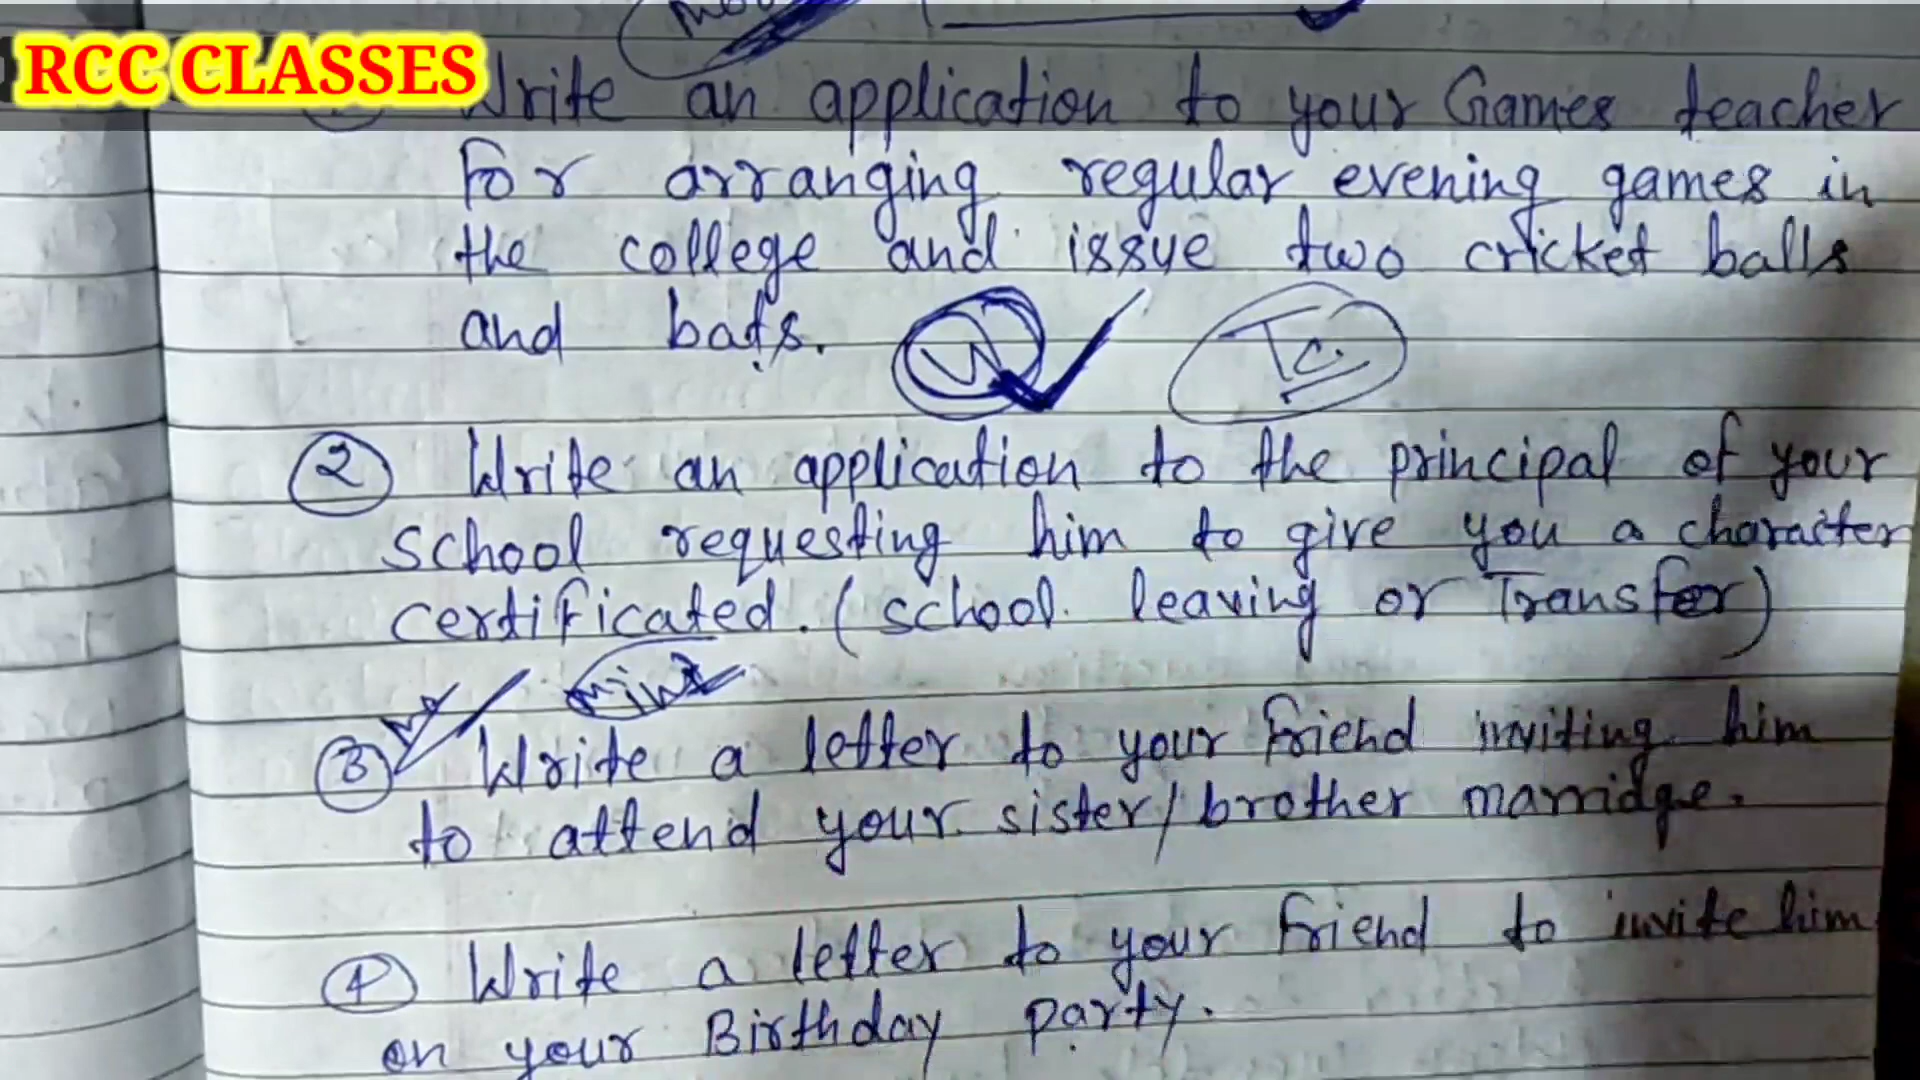 RCC CLASSES
Write an application to your Games teacher
For arranging regular evening games in
the college and issue two cricket balls
and bats.
Tc
2 Write an application to the principal of your
school requesting him to give you a character
certificated. (school leaving or Transfer)
3 Write a letter to your friend inviting him
to attend your sister/brother marridge.
4 Write a letter to your friend to invite him
on your Birthday party.